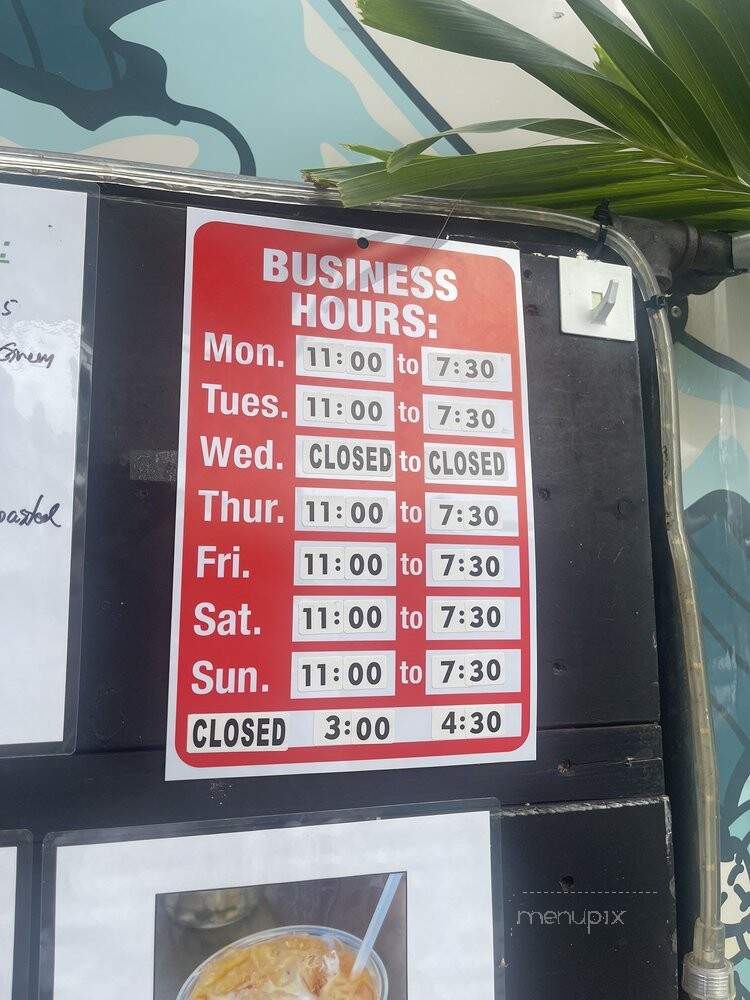 5
BUSINESS
HOURS:
Mon. 11:00 to 7:30
Tues. 11:00 to 7:30
Wed. CLOSED to CLOSED
Thur. 11:00 to 7:30
Fri. 11:00 to 7:30
Sat. 11:00 to 7:30
Sun. 11:00 to 7:30
CLOSED 3:00 4:30
menupix